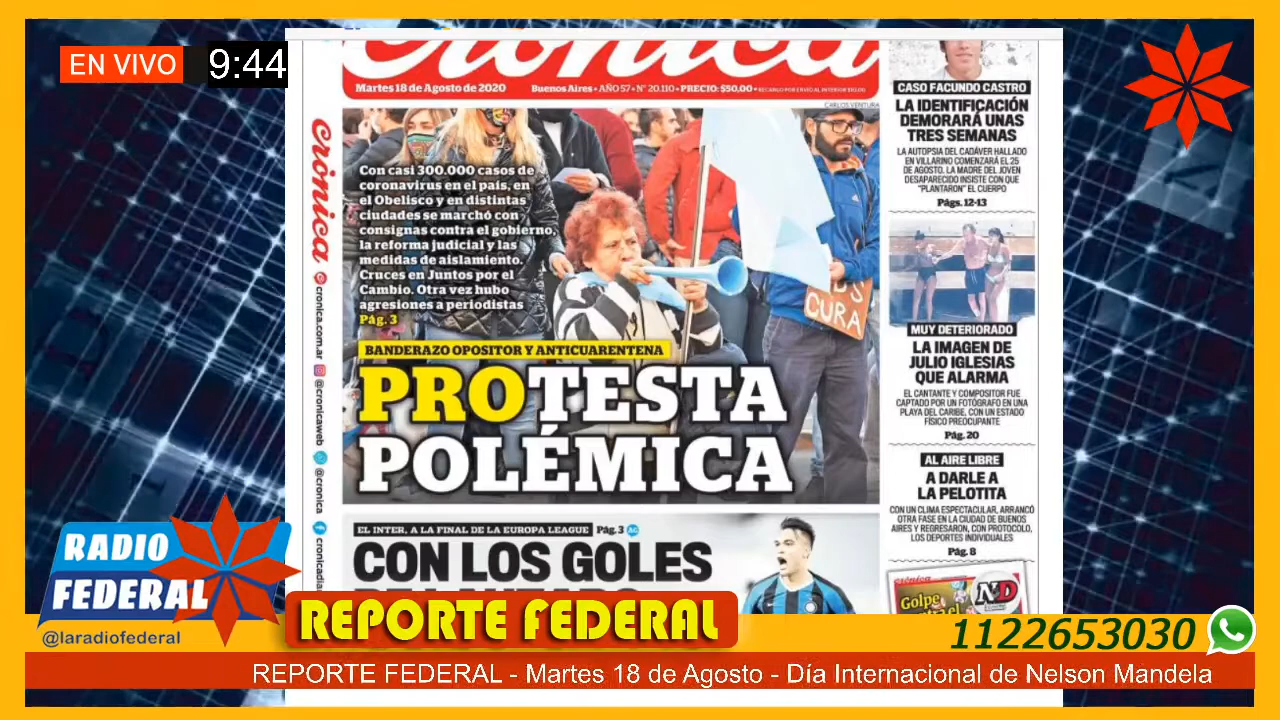 EN VIVO
9:44
Crónica
Martes 18 de Agosto de 2020
Buenos Aires • AÑO 57 • N° 20.110 • PRECIO: $50,00 • RECARGO POR ENVÍO AL INTERIOR $10,00
CARLOS VENTURA
Crónica
cronica.com.ar
@cronicaweb
@cronica
Con casi 300.000 casos de
coronavirus en el país, en
el Obelisco y en distintas
ciudades se marchó con
consignas contra el gobierno,
la reforma judicial y las
medidas de aislamiento.
Cruces en Juntos por el
Cambio. Otra vez hubo
agresiones a periodistas
Pág. 3
CURA
BANDERAZO OPOSITOR Y ANTICUARENTENA
PROTESTA
POLÉMICA
EL INTER, A LA FINAL DE LA EUROPA LEAGUE Pág. 3
CON LOS GOLES
CASO FACUNDO CASTRO
LA IDENTIFICACIÓN
DEMORARÁ UNAS
TRES SEMANAS
LA AUTOPSIA DEL CADÁVER HALLADO
EN VILLARINO COMENZARÁ EL 25
DE AGOSTO. LA MADRE DEL JOVEN
DESAPARECIDO INSISTE CON QUE
"PLANTARON" EL CUERPO
Págs. 12-13
MUY DETERIORADO
LA IMAGEN DE
JULIO IGLESIAS
QUE ALARMA
EL CANTANTE Y COMPOSITOR FUE
CAPTADO POR UN FOTÓGRAFO EN UNA
PLAYA DEL CARIBE, CON UN ESTADO
FÍSICO PREOCUPANTE
Pág. 20
AL AIRE LIBRE
A DARLE A
LA PELOTITA
CON UN CLIMA ESPECTACULAR, ARRANCÓ
OTRA FASE EN LA CIUDAD DE BUENOS
AIRES Y REGRESARON, CON PROTOCOLO,
LOS DEPORTES INDIVIDUALES
Pág. 8
crónica
Golpe
N&D
RADIO
FEDERAL
@laradiofederal
REPORTE FEDERAL
1122653030
REPORTE FEDERAL - Martes 18 de Agosto - Día Internacional de Nelson Mandela